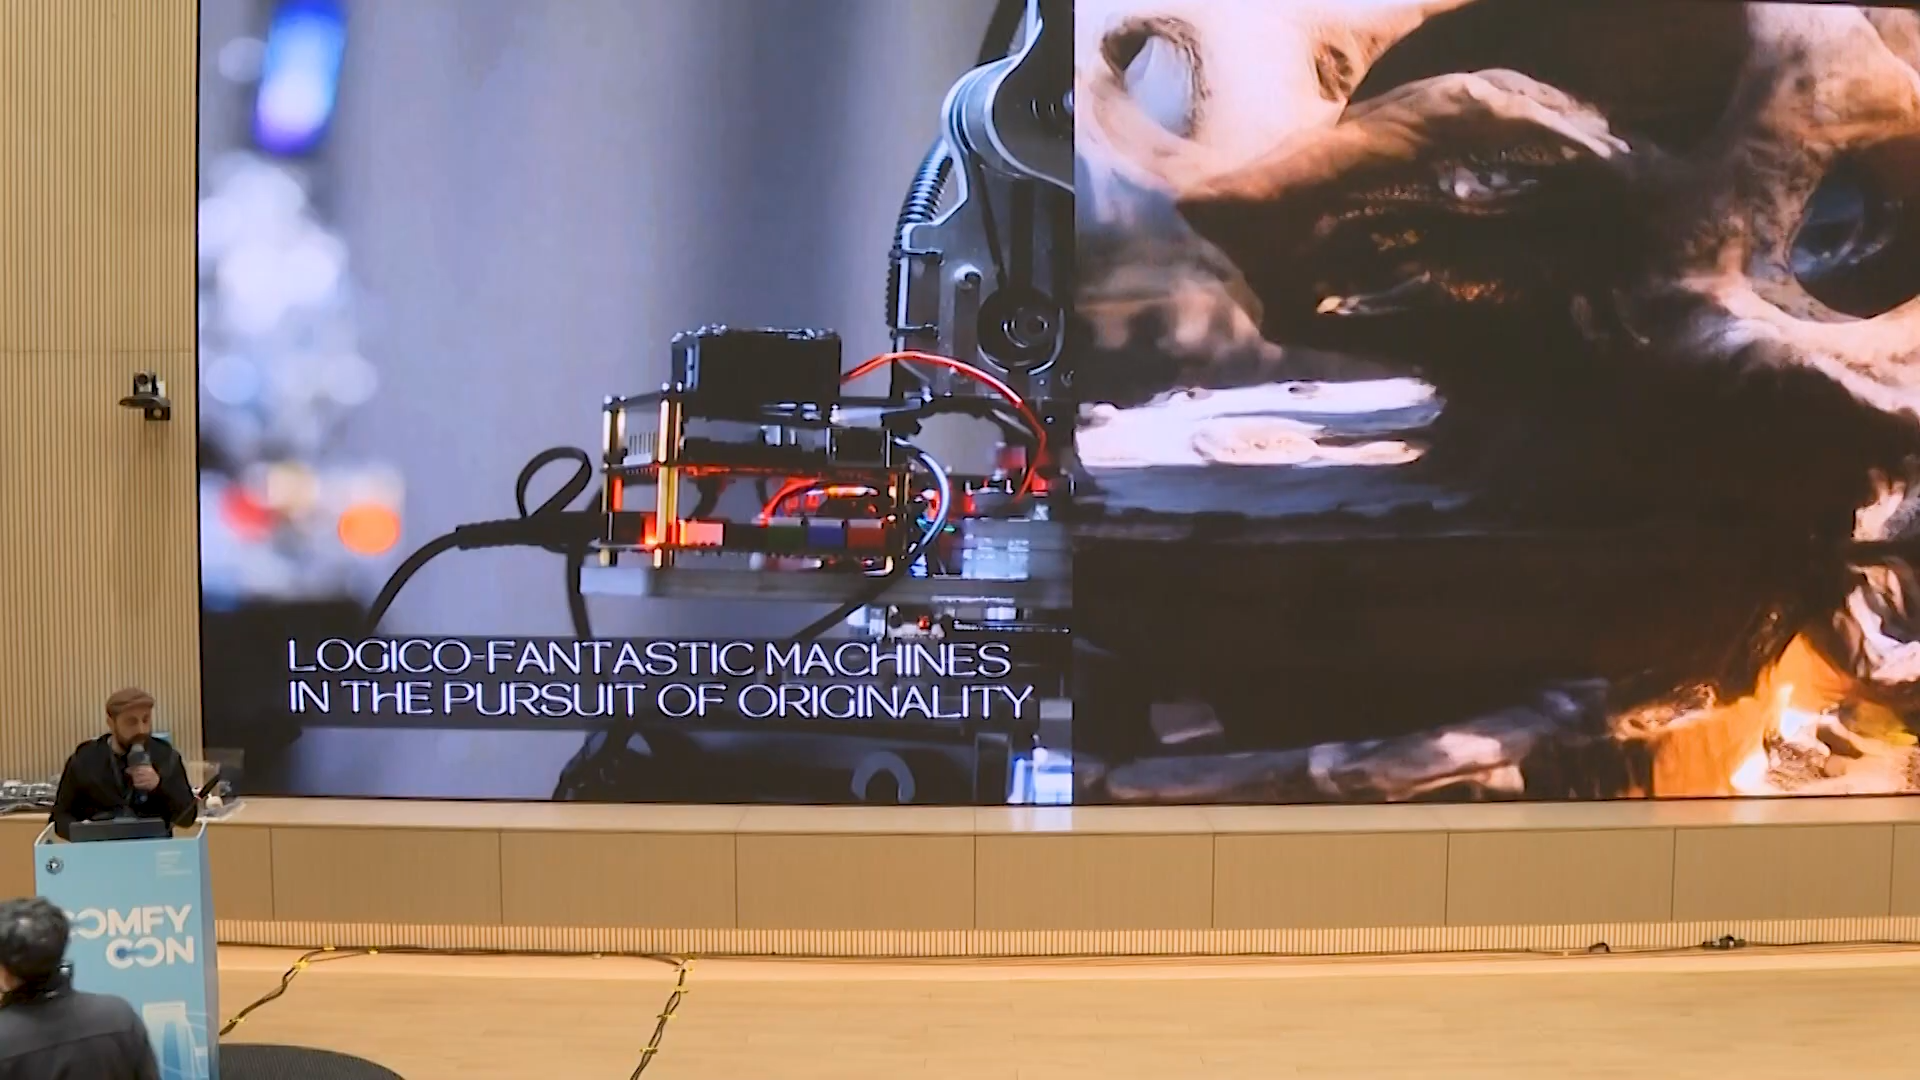 LOGICO-FANTASTIC MACHINES
IN THE PURSUIT OF ORIGINALITY
COMFY
CON